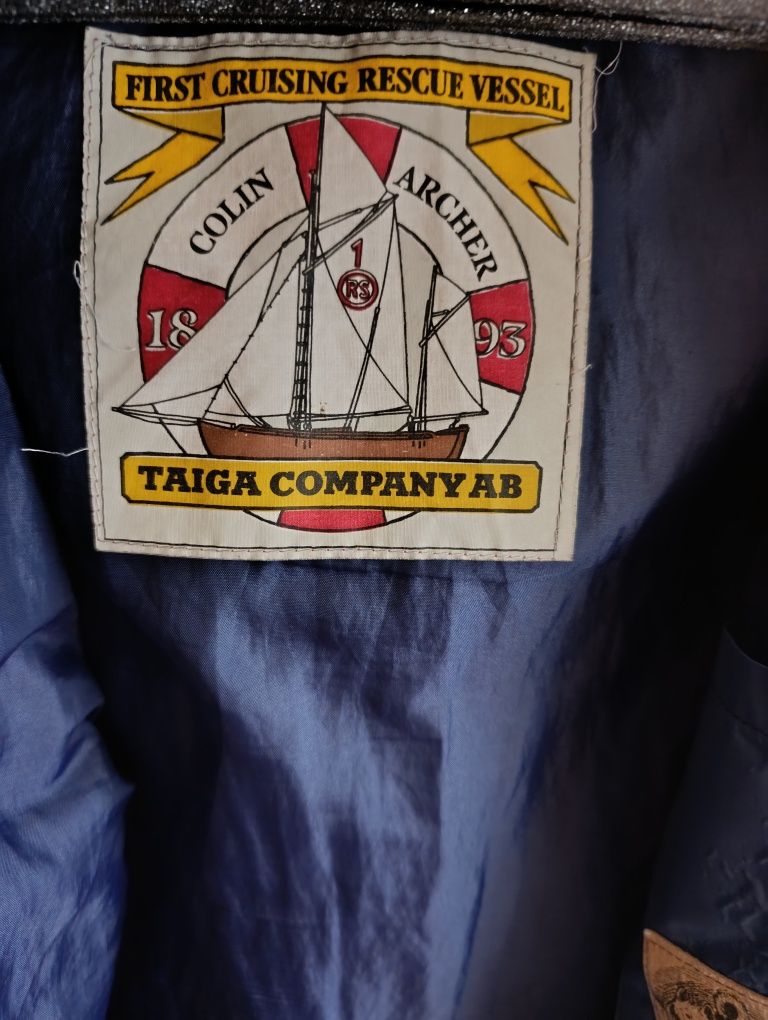 FIRST CRUISING RESCUE VESSEL
COLIN ARCHER
1
RS
18 93
TAIGA COMPANY AB